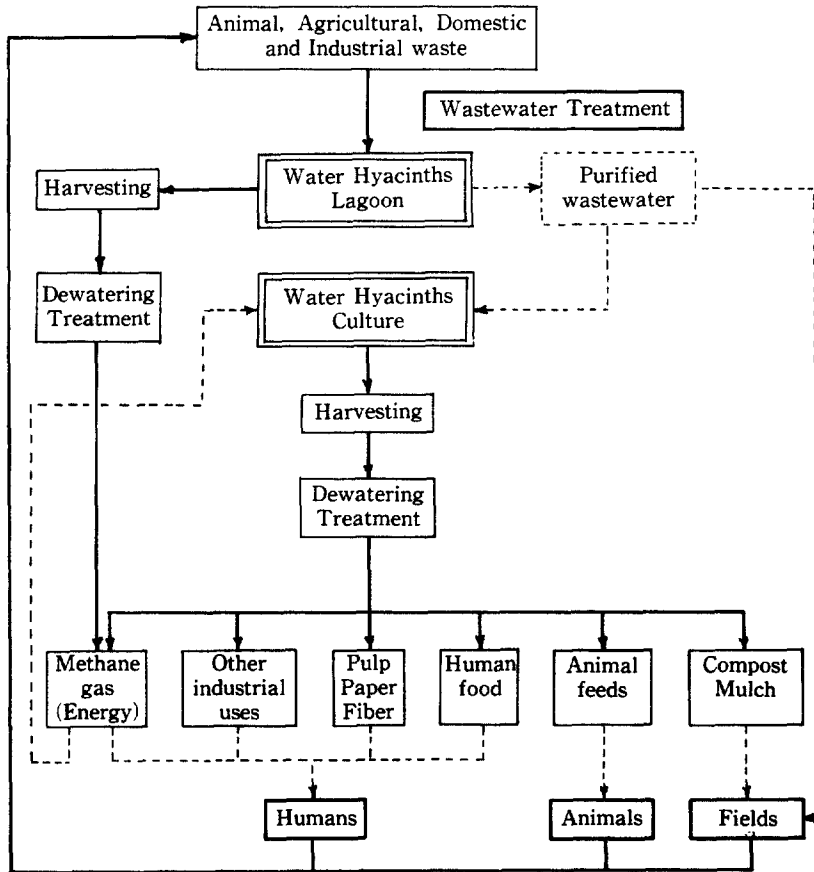 Animal, Agricultural, Domestic
and Industrial waste
Wastewater Treatment
Harvesting
Water Hyacinths
Lagoon
Purified
wastewater
Dewatering
Treatment
Water Hyacinths
Culture
Harvesting
Dewatering
Treatment
Methane
gas
(Energy)
Other
industrial
uses
Pulp
Paper
Fiber
Human
food
Animal
feeds
Compost
Mulch
Humans
Animals
Fields